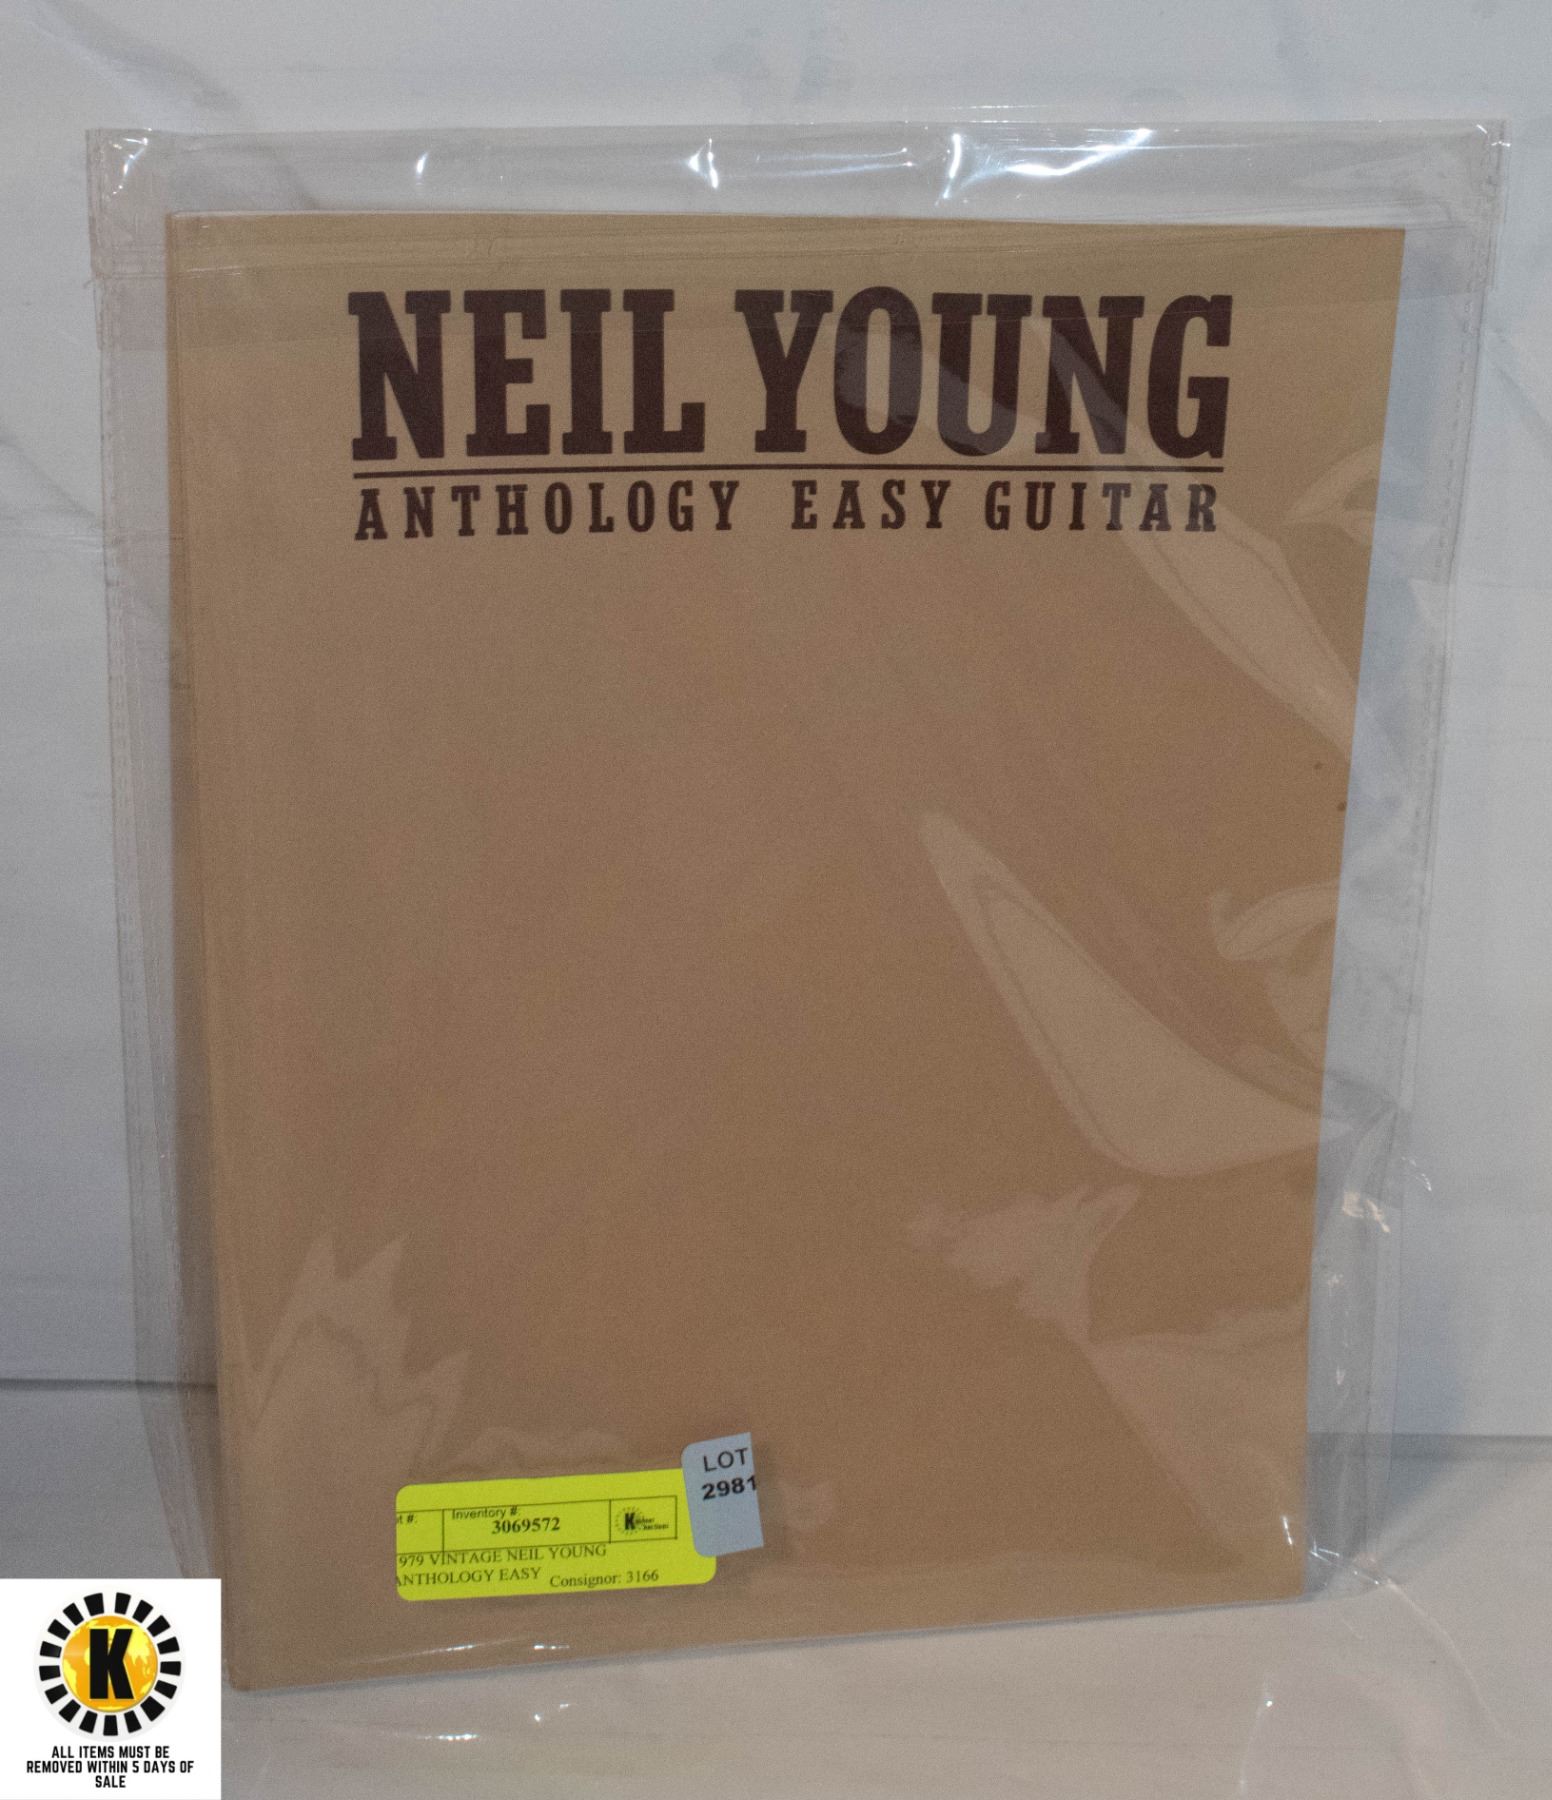 NEIL YOUNG
ANTHOLOGY EASY GUITAR
LOT
2981
Inventory #:
3069572
979 VINTAGE NEIL YOUNG
ANTHOLOGY EASY
Consignor: 3166
K
ALL ITEMS MUST BE
REMOVED WITHIN 5 DAYS OF
SALE